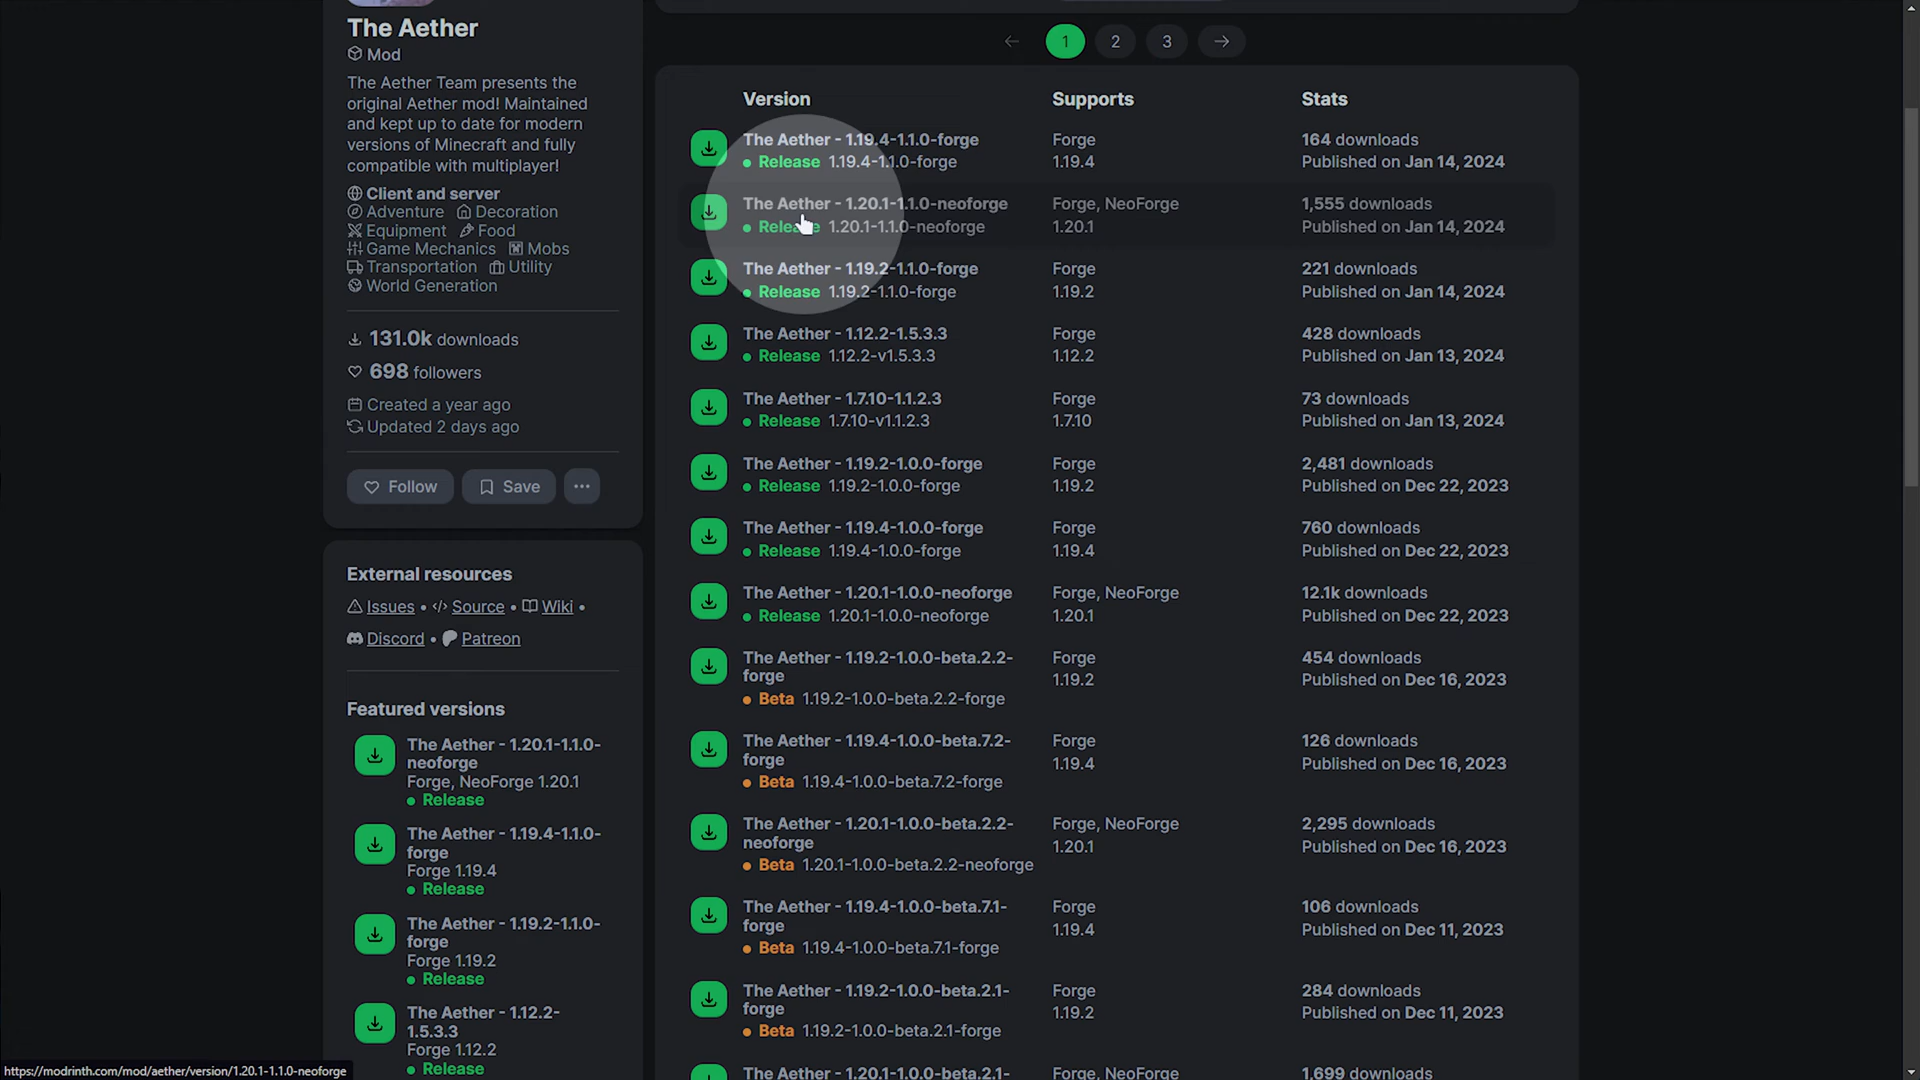 The Aether
Mod
The Aether Team presents the
original Aether mod! Maintained
and kept up to date for modern
versions of Minecraft and fully
compatible with multiplayer!
Client and server
Adventure Decoration
Equipment Food
Game Mechanics Mobs
Transportation Utility
World Generation
131.0k downloads
698 followers
Created a year ago
Updated 2 days ago
Follow Save
External resources
Issues • Source • Wiki •
Discord • Patreon
Featured versions
The Aether - 1.20.1-1.1.0-
neoforge
Forge, NeoForge 1.20.1
• Release
The Aether - 1.19.4-1.1.0-
forge
Forge 1.19.4
• Release
The Aether - 1.19.2-1.1.0-
forge
Forge 1.19.2
• Release
The Aether - 1.12.2-
1.5.3.3
Forge 1.12.2
• Release
1 2 3
Version Supports Stats
The Aether - 1.19.4-1.1.0-forge Forge 164 downloads
• Release 1.19.4-1.1.0-forge 1.19.4 Published on Jan 14, 2024
The Aether - 1.20.1-1.1.0-neoforge Forge, NeoForge 1,555 downloads
• Release 1.20.1-1.1.0-neoforge 1.20.1 Published on Jan 14, 2024
The Aether - 1.19.2-1.1.0-forge Forge 221 downloads
• Release 1.19.2-1.1.0-forge 1.19.2 Published on Jan 14, 2024
The Aether - 1.12.2-1.5.3.3 Forge 428 downloads
• Release 1.12.2-v1.5.3.3 1.12.2 Published on Jan 13, 2024
The Aether - 1.7.10-1.1.2.3 Forge 73 downloads
• Release 1.7.10-v1.1.2.3 1.7.10 Published on Jan 13, 2024
The Aether - 1.19.2-1.0.0-forge Forge 2,481 downloads
• Release 1.19.2-1.0.0-forge 1.19.2 Published on Dec 22, 2023
The Aether - 1.19.4-1.0.0-forge Forge 760 downloads
• Release 1.19.4-1.0.0-forge 1.19.4 Published on Dec 22, 2023
The Aether - 1.20.1-1.0.0-neoforge Forge, NeoForge 12.1k downloads
• Release 1.20.1-1.0.0-neoforge 1.20.1 Published on Dec 22, 2023
The Aether - 1.19.2-1.0.0-beta.2.2- Forge 454 downloads
forge 1.19.2 Published on Dec 16, 2023
• Beta 1.19.2-1.0.0-beta.2.2-forge
The Aether - 1.19.4-1.0.0-beta.7.2- Forge 126 downloads
forge 1.19.4 Published on Dec 16, 2023
• Beta 1.19.4-1.0.0-beta.7.2-forge
The Aether - 1.20.1-1.0.0-beta.2.2- Forge, NeoForge 2,295 downloads
neoforge 1.20.1 Published on Dec 16, 2023
• Beta 1.20.1-1.0.0-beta.2.2-neoforge
The Aether - 1.19.4-1.0.0-beta.7.1- Forge 106 downloads
forge 1.19.4 Published on Dec 11, 2023
• Beta 1.19.4-1.0.0-beta.7.1-forge
The Aether - 1.19.2-1.0.0-beta.2.1- Forge 284 downloads
forge 1.19.2 Published on Dec 11, 2023
• Beta 1.19.2-1.0.0-beta.2.1-forge
The Aether - 1.20.1-1.0.0-beta.2.1- Forge, NeoForge 1,699 downloads
https://modrinth.com/mod/aether/version/1.20.1-1.1.0-neoforge